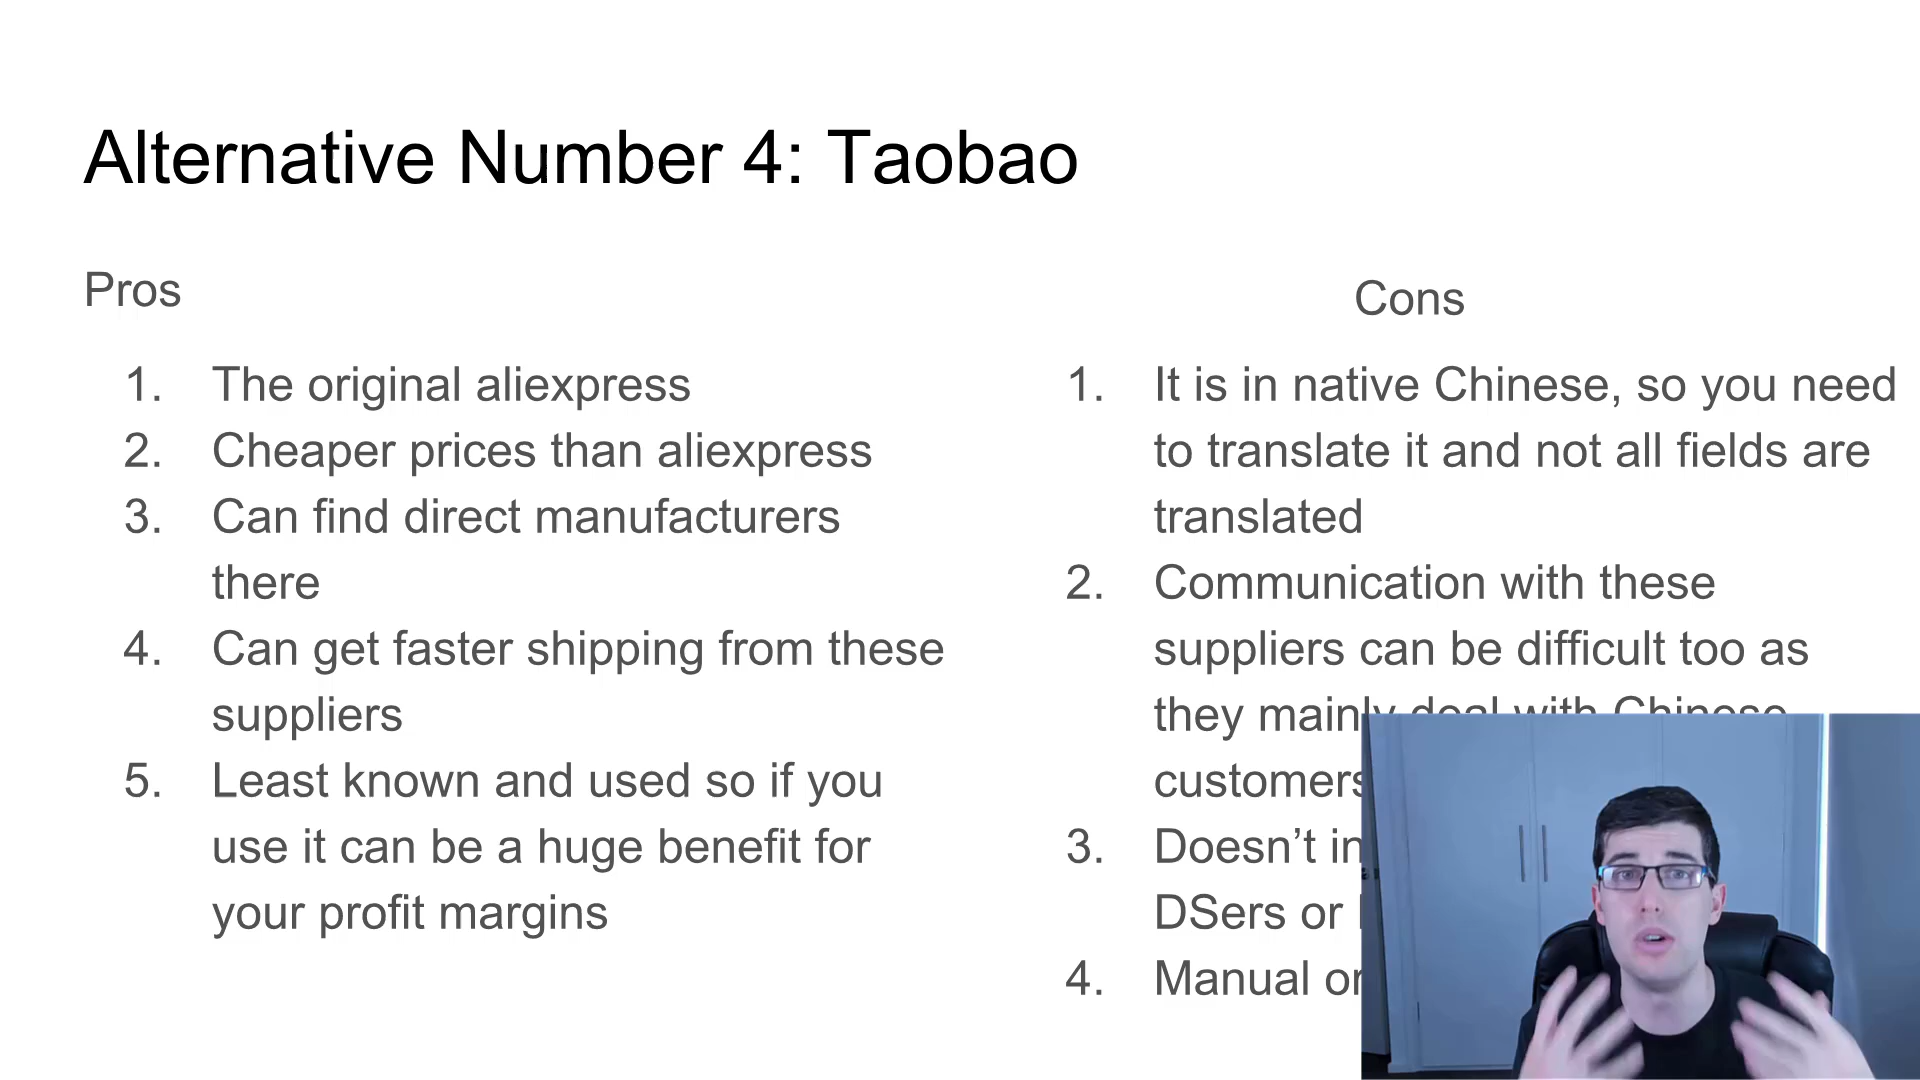 Alternative Number 4: Taobao
Pros
1. The original aliexpress
2. Cheaper prices than aliexpress
3. Can find direct manufacturers
there
4. Can get faster shipping from these
suppliers
5. Least known and used so if you
use it can be a huge benefit for
your profit margins
Cons
1. It is in native Chinese, so you need
to translate it and not all fields are
translated
2. Communication with these
suppliers can be difficult too as
they mainly deal with Chinese
customers
3. Doesn’t
DSers or
4. Manual